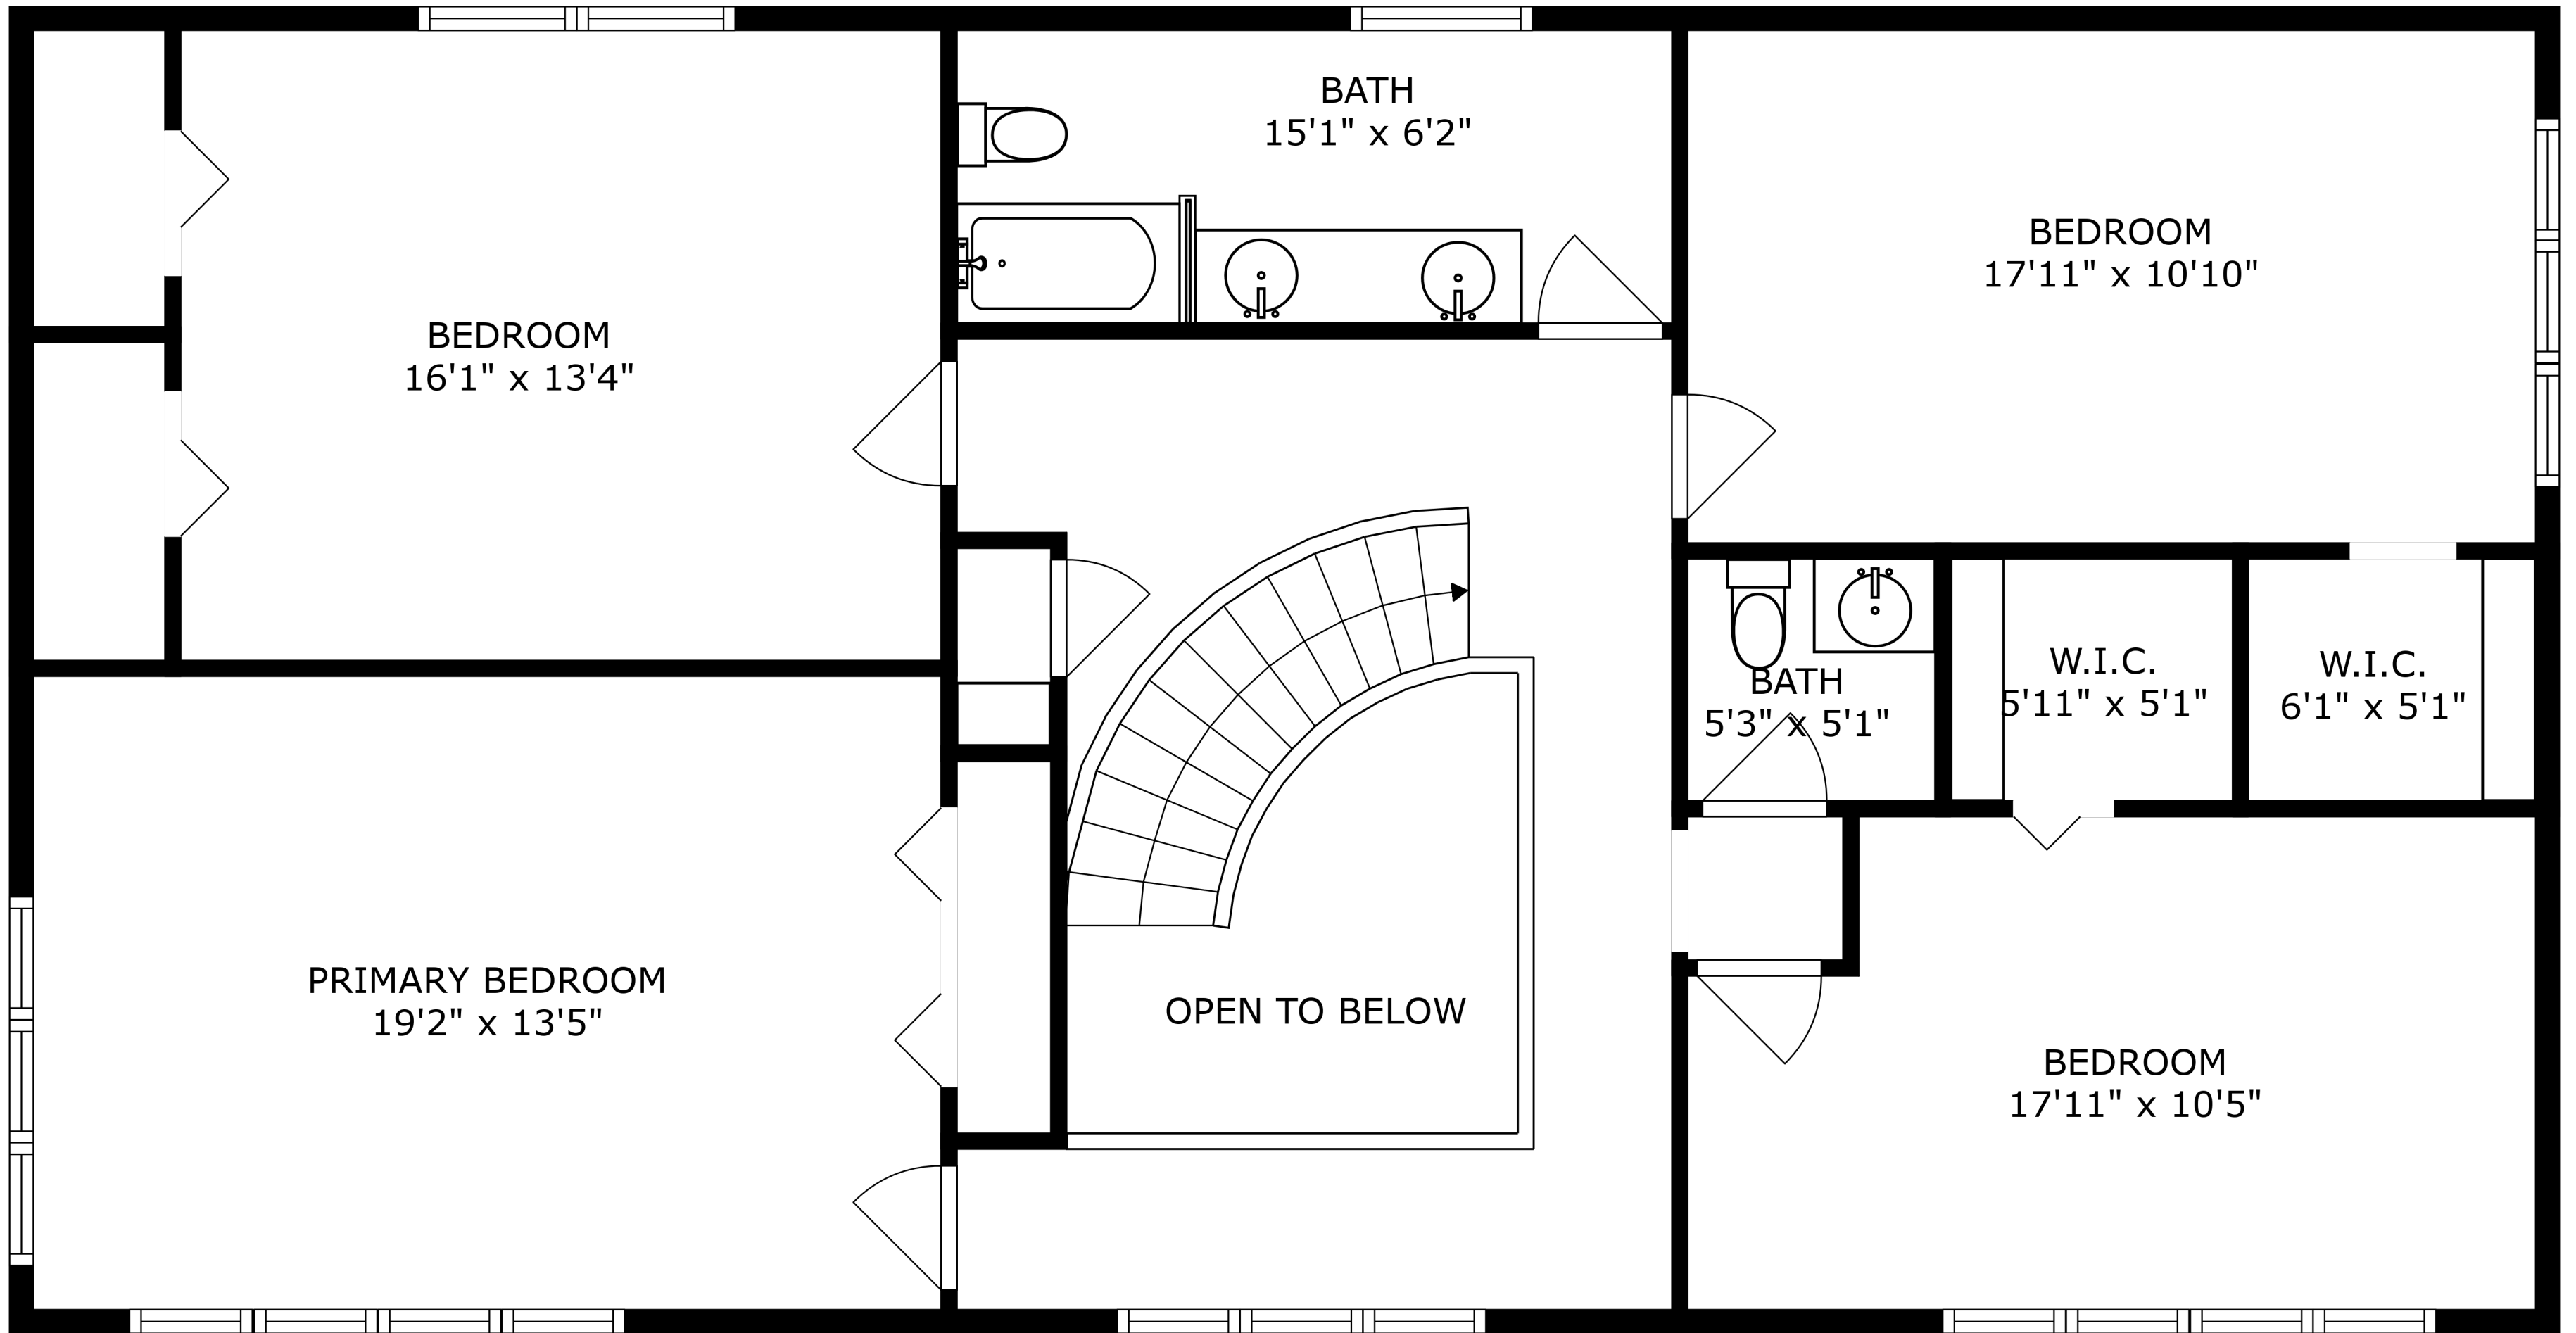 BATH
15'1" x 6'2"
BEDROOM
17'11" x 10'10"
BEDROOM
16'1" x 13'4"
BATH
5'3" x 5'1"
W.I.C.
5'11" x 5'1"
W.I.C.
6'1" x 5'1"
PRIMARY BEDROOM
19'2" x 13'5"
OPEN TO BELOW
BEDROOM
17'11" x 10'5"